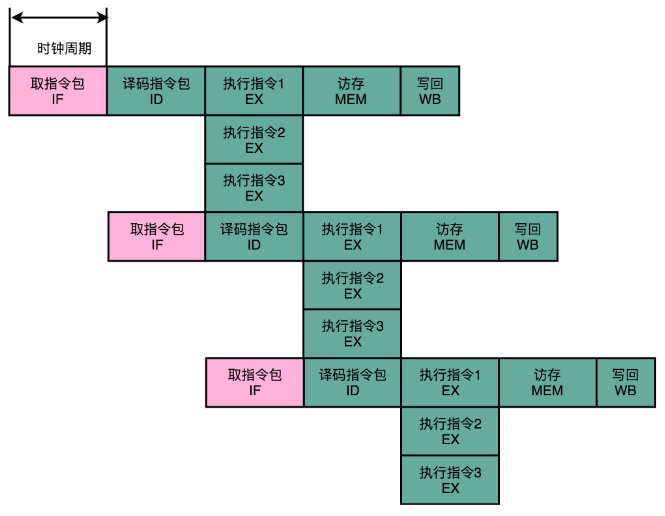 时钟周期
取指令包 译码指令包 执行指令1 访存 写回
IF ID EX MEM WB
执行指令2
EX
执行指令3
EX
取指令包 译码指令包 执行指令1 访存 写回
IF ID EX MEM WB
执行指令2
EX
执行指令3
EX
取指令包 译码指令包 执行指令1 访存 写回
IF ID EX MEM WB
执行指令2
EX
执行指令3
EX